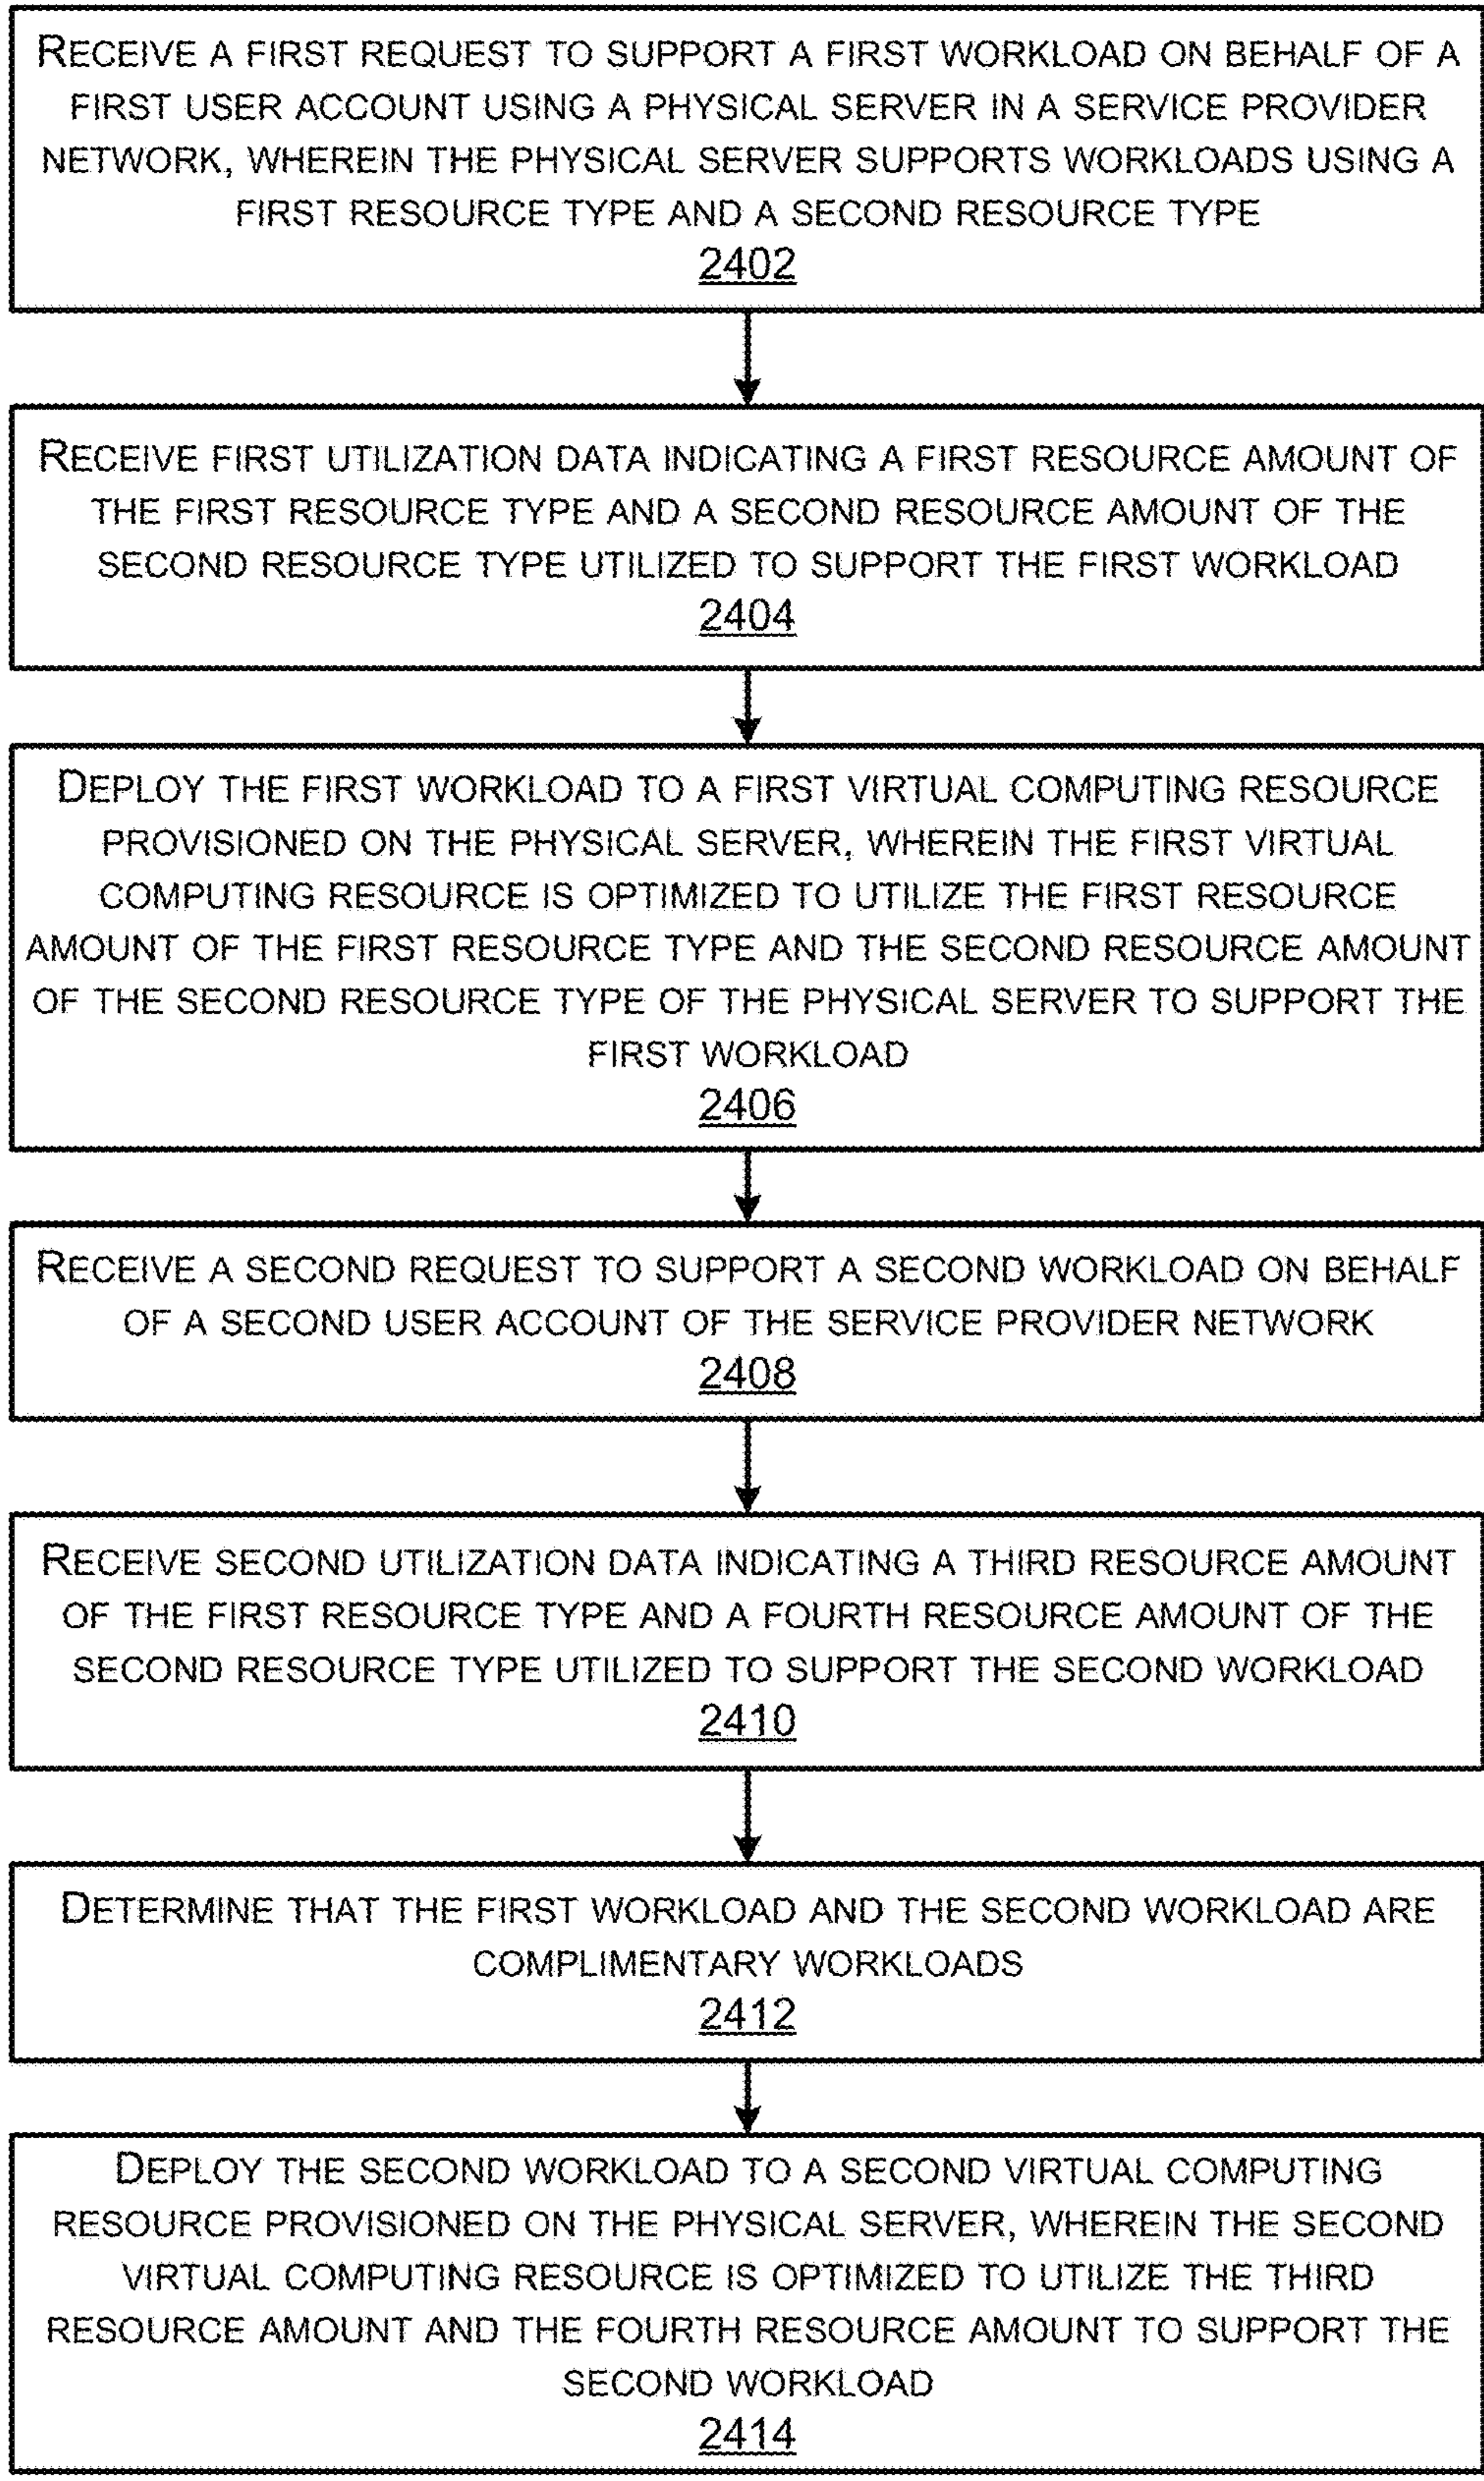 RECEIVE A FIRST REQUEST TO SUPPORT A FIRST WORKLOAD ON BEHALF OF A
FIRST USER ACCOUNT USING A PHYSICAL SERVER IN A SERVICE PROVIDER
NETWORK, WHEREIN THE PHYSICAL SERVER SUPPORTS WORKLOADS USING A
FIRST RESOURCE TYPE AND A SECOND RESOURCE TYPE
2402
RECEIVE FIRST UTILIZATION DATA INDICATING A FIRST RESOURCE AMOUNT OF
THE FIRST RESOURCE TYPE AND A SECOND RESOURCE AMOUNT OF THE
SECOND RESOURCE TYPE UTILIZED TO SUPPORT THE FIRST WORKLOAD
2404
DEPLOY THE FIRST WORKLOAD TO A FIRST VIRTUAL COMPUTING RESOURCE
PROVISIONED ON THE PHYSICAL SERVER, WHEREIN THE FIRST VIRTUAL
COMPUTING RESOURCE IS OPTIMIZED TO UTILIZE THE FIRST RESOURCE
AMOUNT OF THE FIRST RESOURCE TYPE AND THE SECOND RESOURCE AMOUNT
OF THE SECOND RESOURCE TYPE OF THE PHYSICAL SERVER TO SUPPORT THE
FIRST WORKLOAD
2406
RECEIVE A SECOND REQUEST TO SUPPORT A SECOND WORKLOAD ON BEHALF
OF A SECOND USER ACCOUNT OF THE SERVICE PROVIDER NETWORK
2408
RECEIVE SECOND UTILIZATION DATA INDICATING A THIRD RESOURCE AMOUNT
OF THE FIRST RESOURCE TYPE AND A FOURTH RESOURCE AMOUNT OF THE
SECOND RESOURCE TYPE UTILIZED TO SUPPORT THE SECOND WORKLOAD
2410
DETERMINE THAT THE FIRST WORKLOAD AND THE SECOND WORKLOAD ARE
COMPLIMENTARY WORKLOADS
2412
DEPLOY THE SECOND WORKLOAD TO A SECOND VIRTUAL COMPUTING
RESOURCE PROVISIONED ON THE PHYSICAL SERVER, WHEREIN THE SECOND
VIRTUAL COMPUTING RESOURCE IS OPTIMIZED TO UTILIZE THE THIRD
RESOURCE AMOUNT AND THE FOURTH RESOURCE AMOUNT TO SUPPORT THE
SECOND WORKLOAD
2414